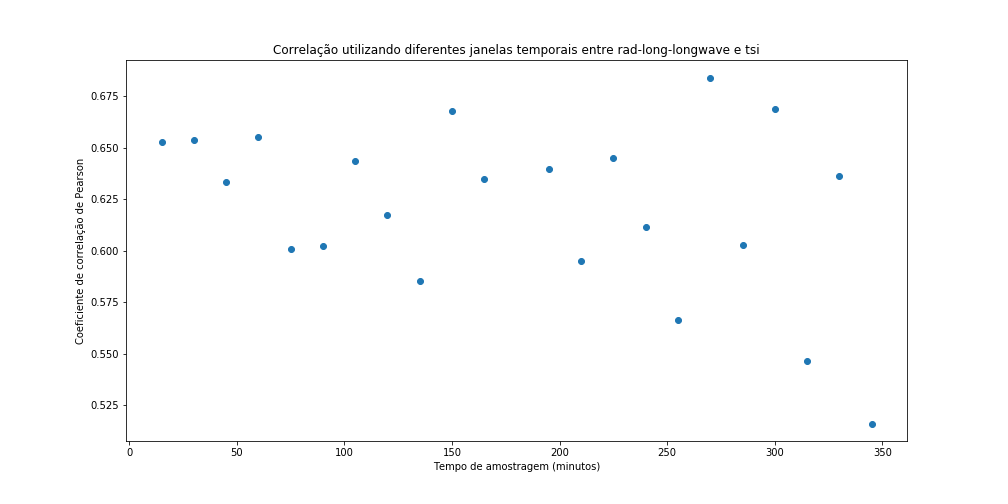 Correlação utilizando diferentes janelas temporais entre rad-long-longwave e tsi
Coeficiente de correlação de Pearson
0.675
0.650
0.625
0.600
0.575
0.550
0.525
0 50 100 150 200 250 300 350
Tempo de amostragem (minutos)